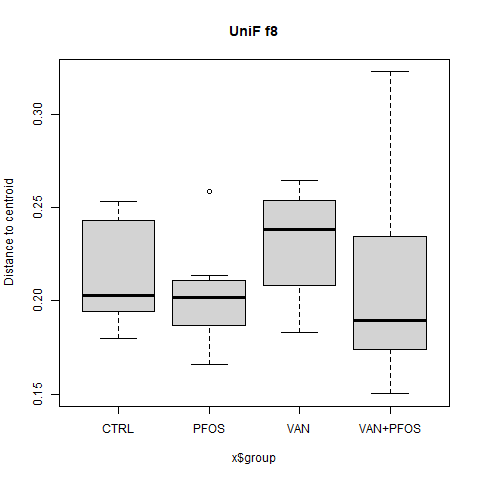 UniF f8
Distance to centroid
0.30
0.25
0.20
0.15
CTRL PFOS VAN VAN+PFOS
x$group